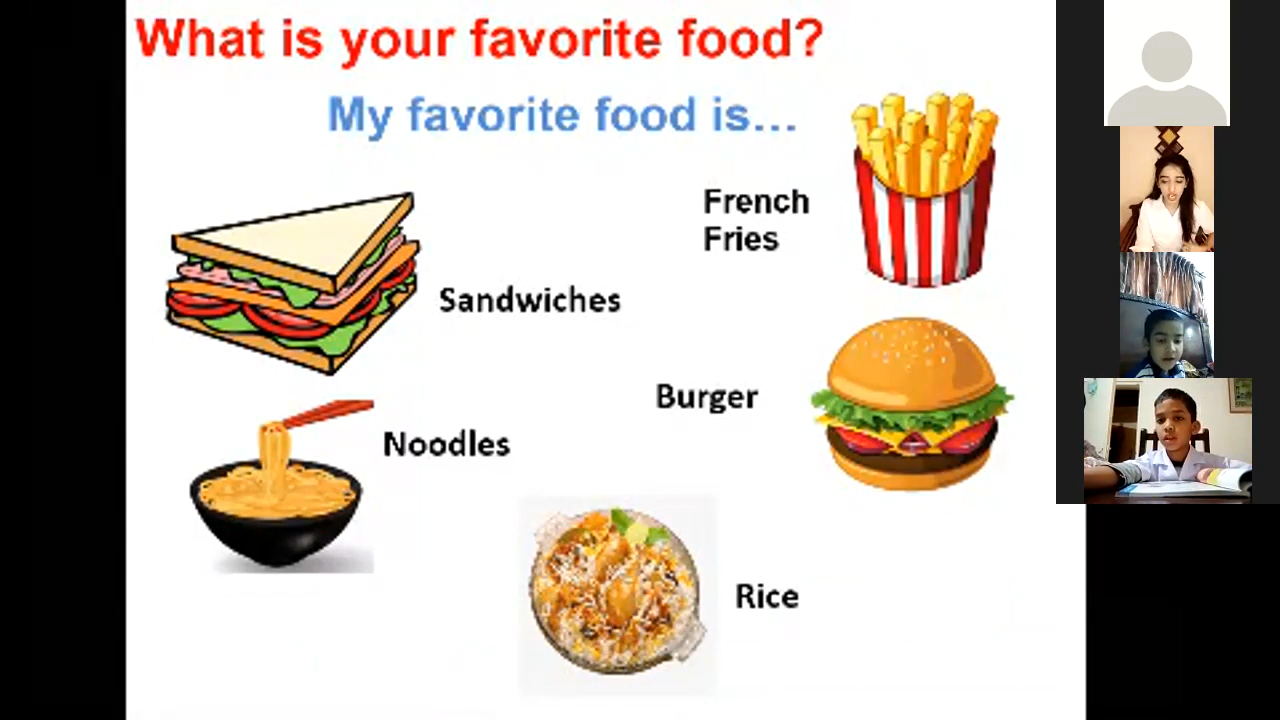 What is your favorite food?
My favorite food is...
French
Fries
Sandwiches
Burger
Noodles
Rice